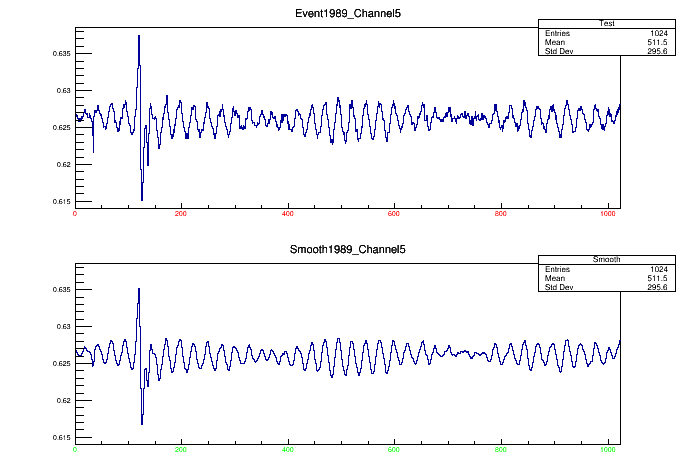 Event1989_Channel5
Test
Entries 1024
Mean 511.5
Std Dev 295.6
0.635
0.63
0.625
0.62
0.615
0 200 400 600 800 1000
Smooth1989_Channel5
Smooth
Entries 1024
Mean 511.5
Std Dev 295.6
0.635
0.63
0.625
0.62
0.615
0 200 400 600 800 1000